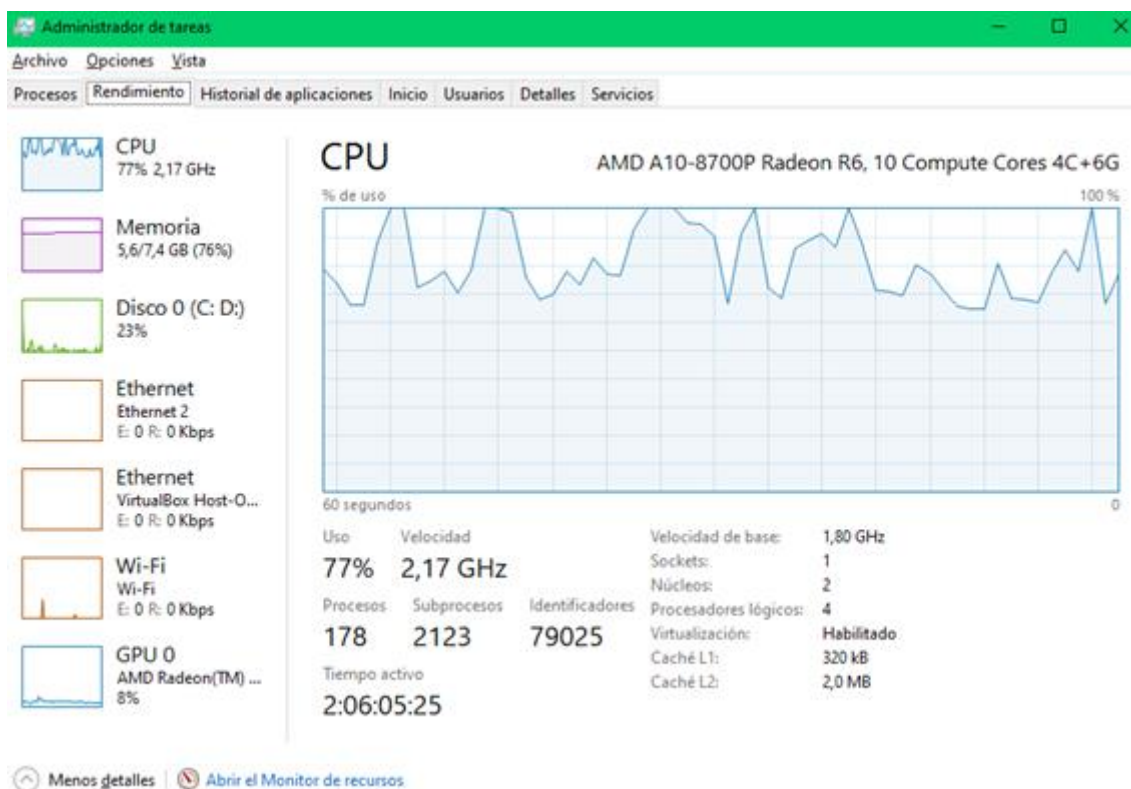 Administrador de tareas
Archivo Opciones Vista
Procesos Rendimiento Historial de aplicaciones Inicio Usuarios Detalles Servicios
CPU
77% 2,17 GHz
Memoria
5,6/7,4 GB (76%)
Disco 0 (C: D:)
23%
Ethernet
Ethernet 2
E: 0 R: 0 Kbps
Ethernet
VirtualBox Host-O...
E: 0 R: 0 Kbps
Wi-Fi
Wi-Fi
E: 0 R: 0 Kbps
GPU 0
AMD Radeon(TM) ...
8%
CPU AMD A10-8700P Radeon R6, 10 Compute Cores 4C+6G
% de uso 100 %
60 segundos 0
Uso Velocidad
77% 2,17 GHz
Procesos Subprocesos Identificadores
178 2123 79025
Tiempo activo
2:06:05:25
Velocidad de base: 1,80 GHz
Sockets: 1
Núcleos: 2
Procesadores lógicos: 4
Virtualización: Habilitado
Caché L1: 320 kB
Caché L2: 2,0 MB
Menos detalles Abrir el Monitor de recursos